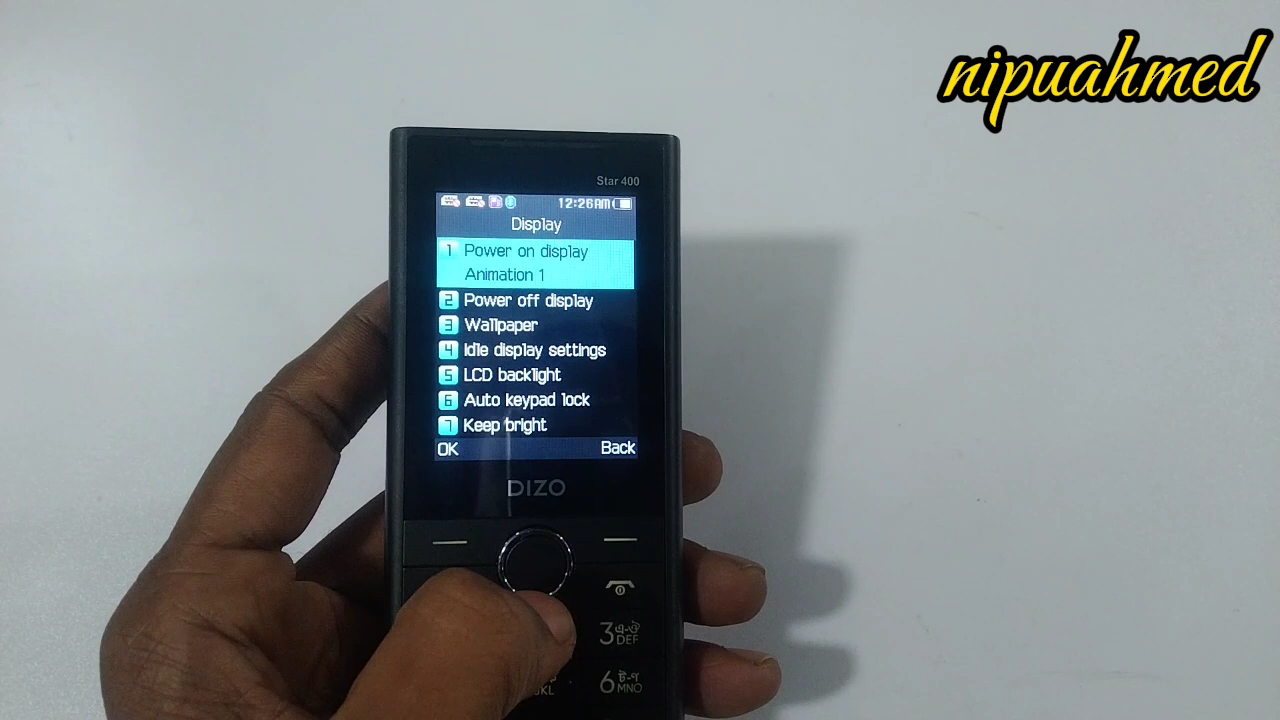 nipuahmed
Star 400
12:26AM
Display
1 Power on display
Animation 1
2 Power off display
3 Wallpaper
4 Idle display settings
5 LCD backlight
6 Auto keypad lock
7 Keep bright
OK Back
DIZO
3 এ-ঔ
DEF
6 ট-ণ
MNO